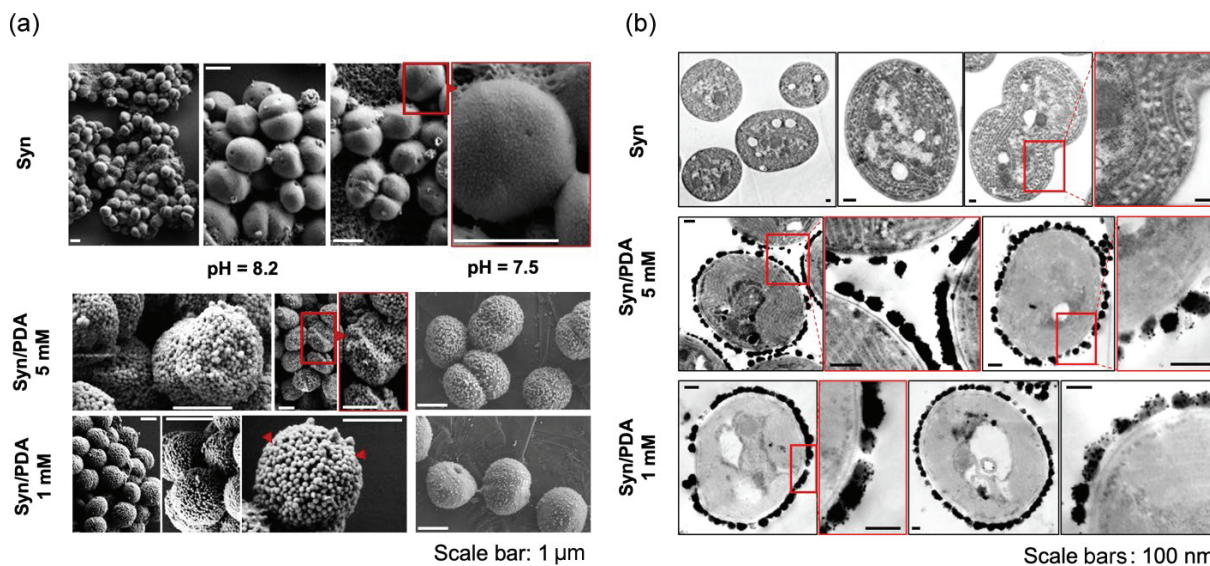 (a)
(b)
Syn
pH = 8.2
pH = 7.5
Syn/PDA
5 mM
Syn/PDA
1 mM
Scale bar: 1 µm
Syn
Syn/PDA
5 mM
Syn/PDA
1 mM
Scale bars: 100 nm